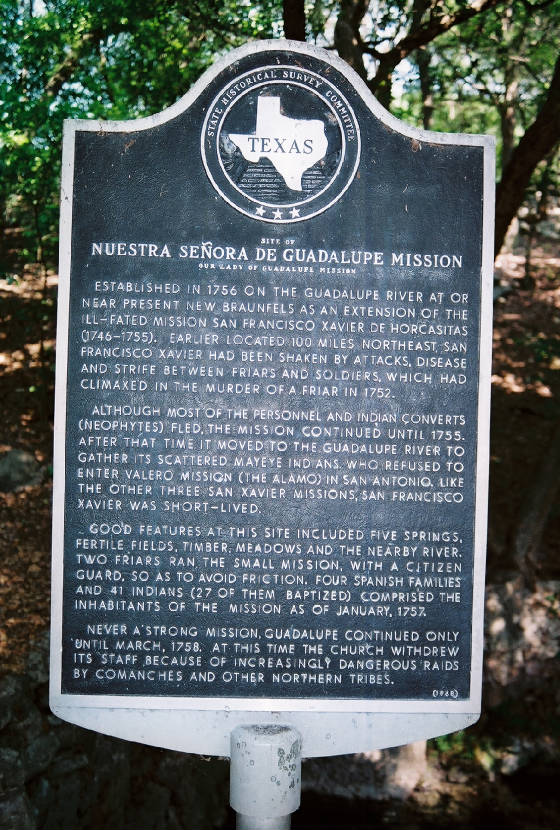 STATE HISTORICAL SURVEY COMMITTEE
TEXAS
SITE OF
NUESTRA SEÑORA DE GUADALUPE MISSION
OUR LADY OF GUADALUPE MISSION
ESTABLISHED IN 1756 ON THE GUADALUPE RIVER AT OR
NEAR PRESENT NEW BRAUNFELS AS AN EXTENSION OF THE
ILL-FATED MISSION SAN FRANCISCO XAVIER DE HORCASITAS
(1746-1755). EARLIER LOCATED 100 MILES NORTHEAST, SAN
FRANCISCO XAVIER HAD BEEN SHAKEN BY ATTACKS, DISEASE
AND STRIFE BETWEEN FRIARS AND SOLDIERS, WHICH HAD
CLIMAXED IN THE MURDER OF A FRIAR IN 1752.
ALTHOUGH MOST OF THE PERSONNEL AND INDIAN CONVERTS
(NEOPHYTES) FLED, THE MISSION CONTINUED UNTIL 1755.
AFTER THAT TIME IT MOVED TO THE GUADALUPE RIVER TO
GATHER ITS SCATTERED MAYEYE INDIANS, WHO REFUSED TO
ENTER VALERO MISSION (THE ALAMO) IN SAN ANTONIO. LIKE
THE OTHER THREE SAN XAVIER MISSIONS, SAN FRANCISCO
XAVIER WAS SHORT-LIVED.
GOOD FEATURES AT THIS SITE INCLUDED FIVE SPRINGS,
FERTILE FIELDS, TIMBER, MEADOWS AND THE NEARBY RIVER.
TWO FRIARS RAN THE SMALL MISSION, WITH A CITIZEN
GUARD, SO AS TO AVOID FRICTION. FOUR SPANISH FAMILIES
AND 41 INDIANS (27 OF THEM BAPTIZED) COMPRISED THE
INHABITANTS OF THE MISSION AS OF JANUARY, 1757.
NEVER A STRONG MISSION, GUADALUPE CONTINUED ONLY
UNTIL MARCH, 1758. AT THIS TIME THE CHURCH WITHDREW
ITS STAFF BECAUSE OF INCREASINGLY DANGEROUS RAIDS
BY COMANCHES AND OTHER NORTHERN TRIBES.
(1968)